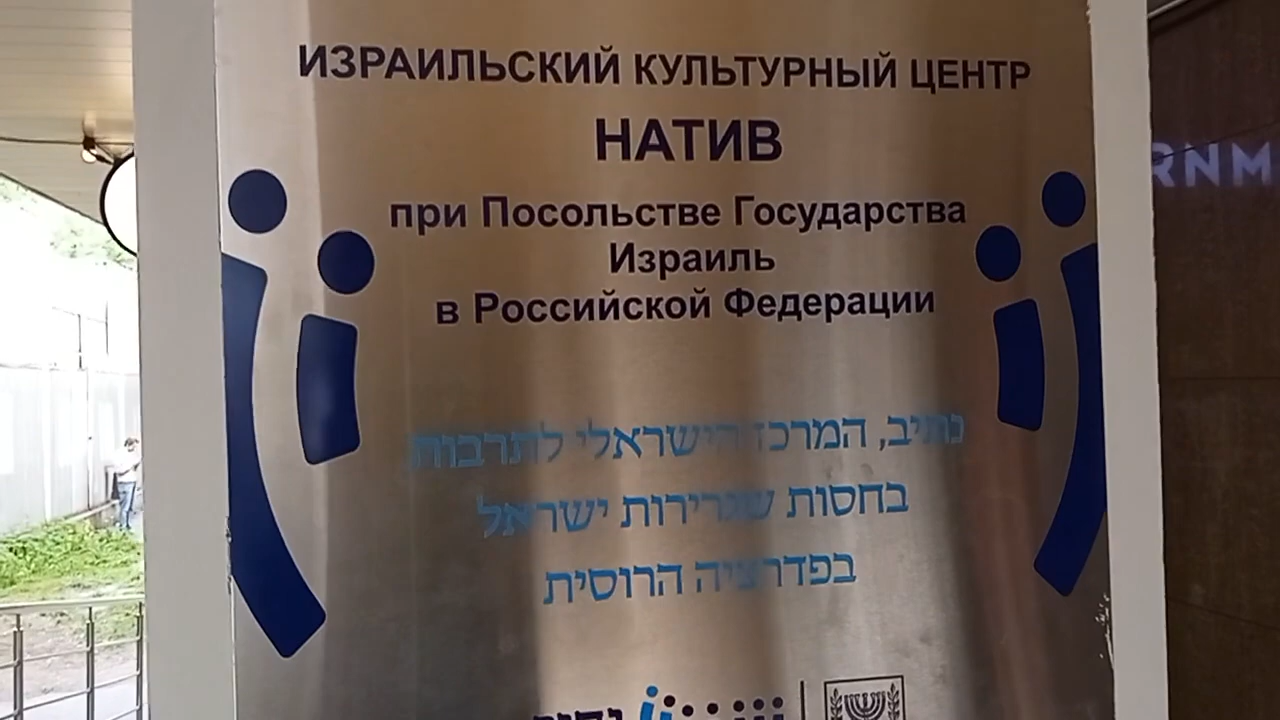 ИЗРАИЛЬСКИЙ КУЛЬТУРНЫЙ ЦЕНТР
НАТИВ
при Посольстве Государства
Израиль
в Российской Федерации
נתיב, המרכז הישראלי לתרבות
בחסות שגרירות ישראל
בפדרציה הרוסית
RNM